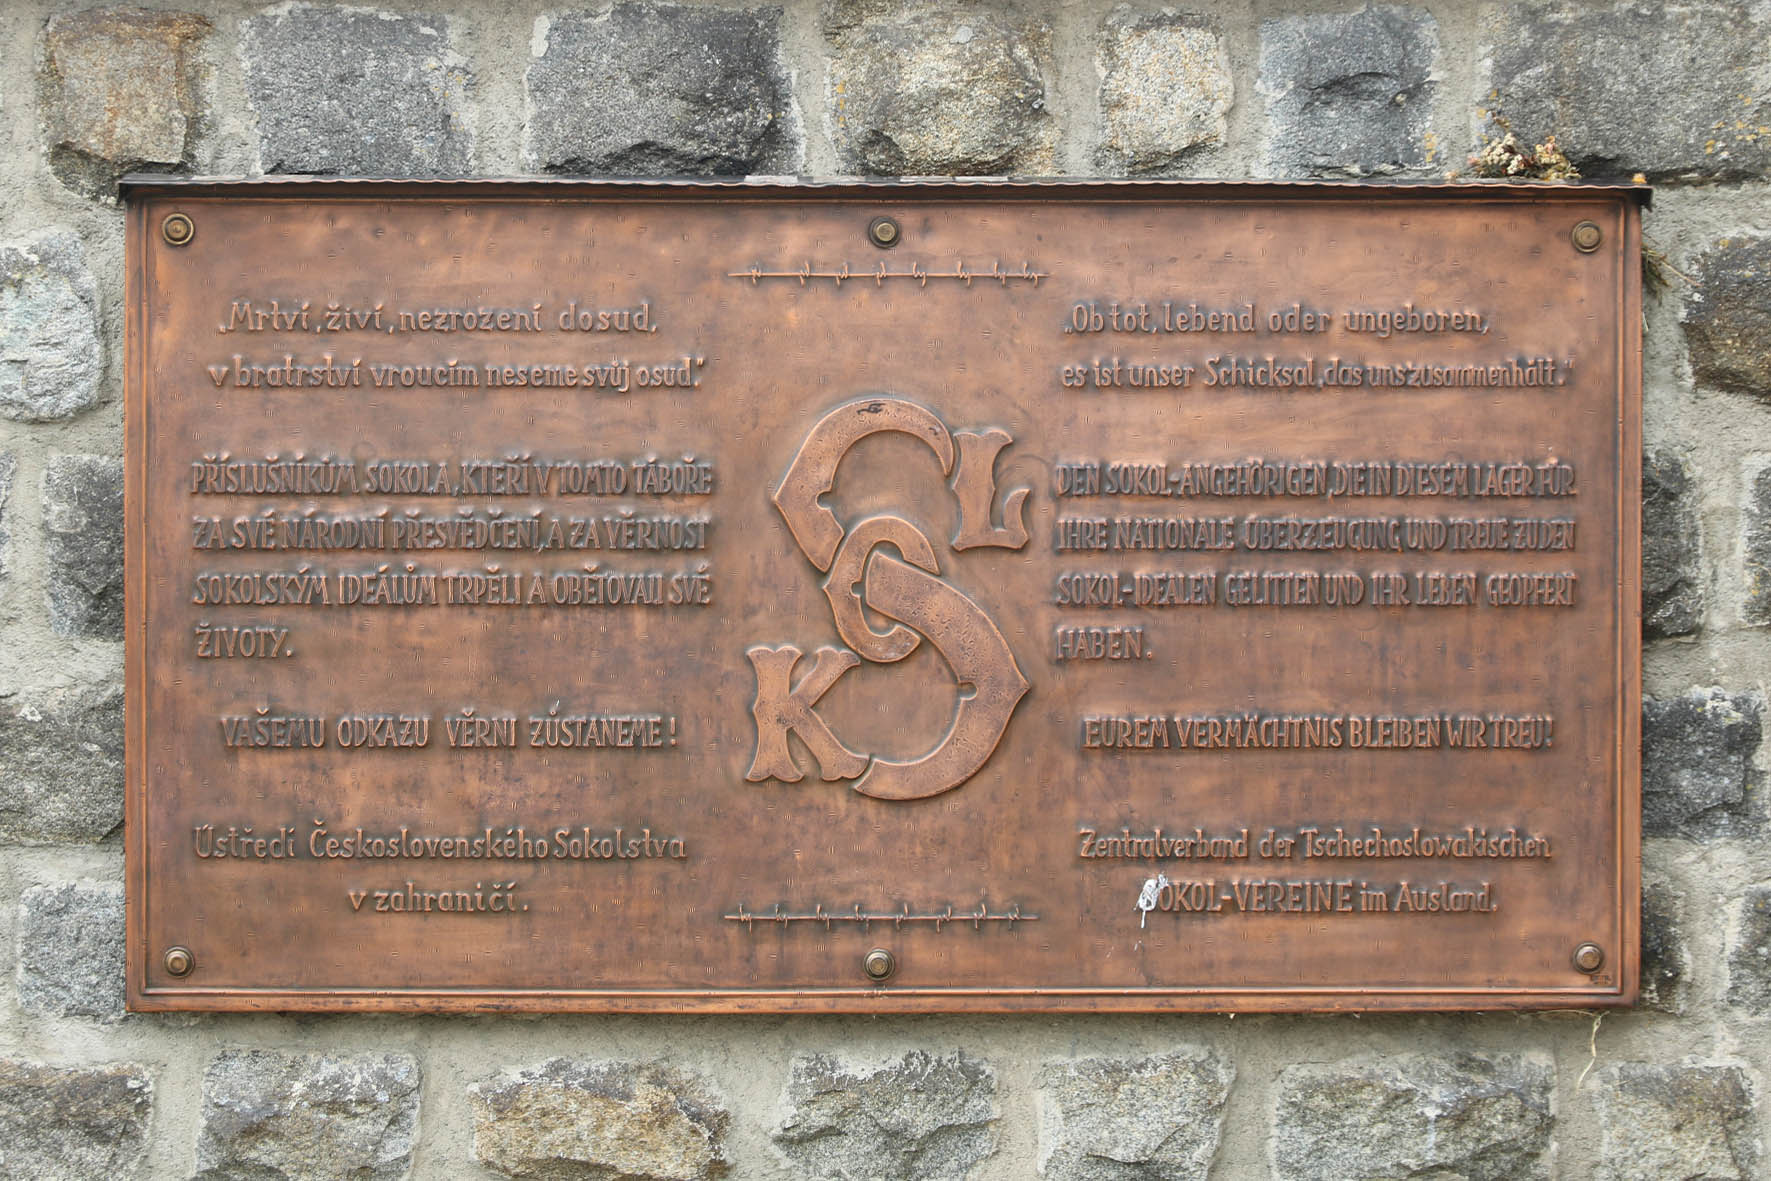 „Mrtví, živí, nezrození dosud,
v bratrství vroucím neseme svůj osud.“
PŘÍSLUŠNÍKŮM SOKOLA, KTEŘÍ V TOMTO TÁBOŘE
ZA SVÉ NÁRODNÍ PŘESVĚDČENÍ, A ZA VĚRNOST
SOKOLSKÝM IDEÁLŮM TRPĚLI A OBĚTOVALI SVÉ
ŽIVOTY.
VAŠEMU ODKAZU VĚRNI ZŮSTANEME!
Ústředí Československého Sokolstva
v zahraničí.
SOKL
„Ob tot, lebend oder ungeboren,
es ist unser Schicksal, das uns zusammenhält.“
DEN SOKOL-ANGEHÖRIGEN, DIE IN DIESEM LAGER FÜR
IHRE NATIONALE ÜBERZEUGUNG UND TREUE ZU DEN
SOKOL-IDEALEN GELITTEN UND IHR LEBEN GEOPFERT
HABEN.
EUREM VERMÄCHTNIS BLEIBEN WIR TREU!
Zentralverband der Tschechoslowakischen
SOKOL-VEREINE im Ausland.